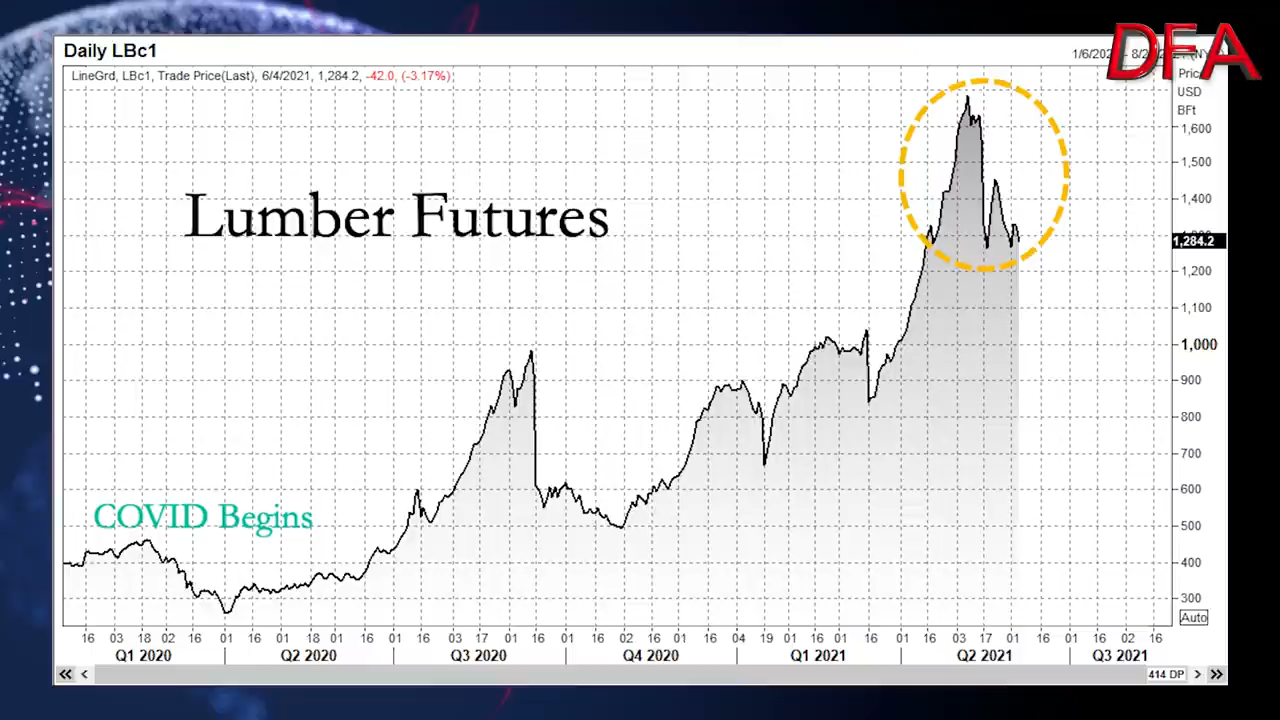 DFA
Daily LBc1
LineGrd, LBc1, Trade Price(Last), 6/4/2021, 1,284.2, -42.0, (-3.17%)
Price
USD
BFt
1,600
1,500
1,400
1,284.2
1,200
1,100
1,000
900
800
700
600
500
400
300
Auto
Lumber Futures
COVID Begins
16 03 18 02 16 01 16 01 18 01 16 03 17 01 16 01 16 02 16 01 16 04 19 01 16 01 16 01 16 03 17 01 16 01 16 02 16
Q1 2020 Q2 2020 Q3 2020 Q4 2020 Q1 2021 Q2 2021 Q3 2021
414 DP